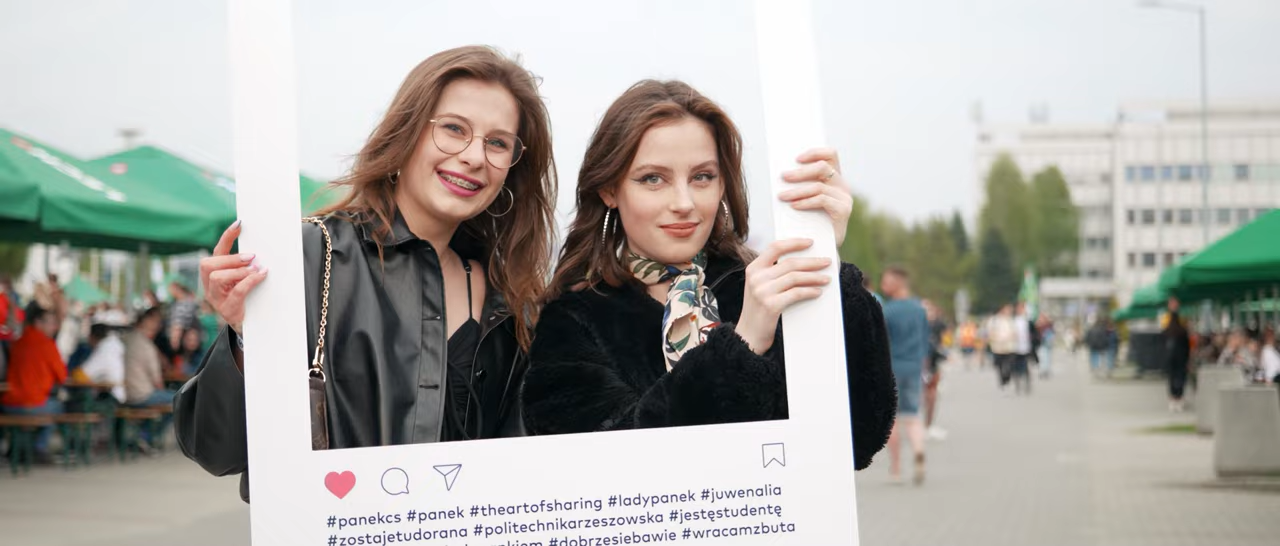 #panekcs #panek #theartofsharing #ladypanek #juwenalia
#zostajetudorana #politechnikarzeszowska #jestęstudentę
#dobrzesiebawie #wracamzbuta